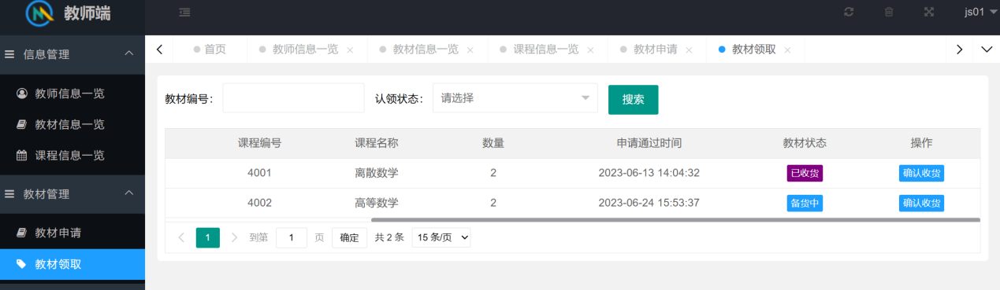 教师端
js01
信息管理
首页 教师信息一览 教材信息一览 课程信息一览 教材申请 教材领取
教师信息一览
教材信息一览
课程信息一览
教材管理
教材申请
教材领取
教材编号： 认领状态： 请选择 搜索
课程编号 课程名称 数量 申请通过时间 教材状态 操作
4001 离散数学 2 2023-06-13 14:04:32 已收货 确认收货
4002 高等数学 2 2023-06-24 15:53:37 备货中 确认收货
1 到第 1 页 确定 共 2 条 15 条/页